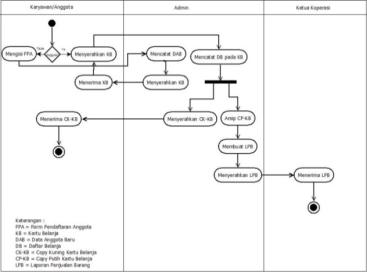 Karyawan/Anggota
Admin
Ketua Koperasi
Mengisi FPA
Menyerahkan KB
Mencatat DAB
Mencatat DB pada KB
Menerima KB
Menyerahkan KB
Menerima CK-KB
Menyerahkan CK-KB
Arsip CP-KB
Membuat LPB
Menyerahkan LPB
Menerima LPB
Keterangan :
FPA = Form Pendaftaran Anggota
KB = Kartu Belanja
DAB = Data Anggota Baru
DB = Daftar Belanja
CK-KB = Copy Kuning Kartu Belanja
CP-KB = Copy Putih Kartu Belanja
LPB = Laporan Penjualan Barang